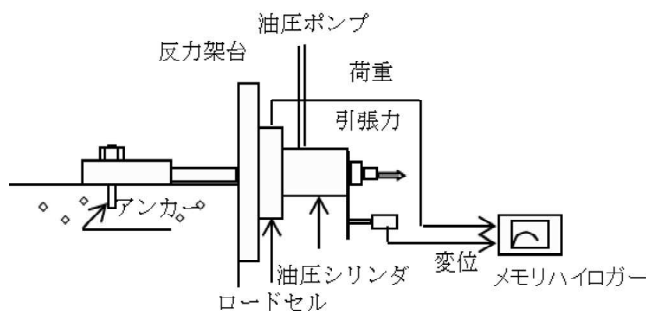 油圧ポンプ
反力架台
荷重
引張力
アンカー
油圧シリンダ
変位
メモリハイロガー
ロードセル